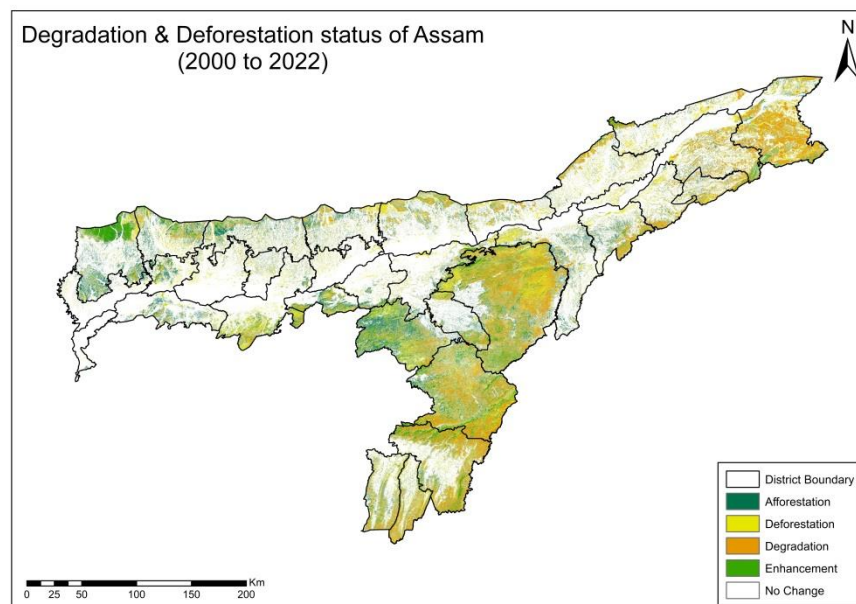 Degradation & Deforestation status of Assam
(2000 to 2022)
N
District Boundary
Afforestation
Deforestation
Degradation
Enhancement
No Change
Km
0 25 50 100 150 200